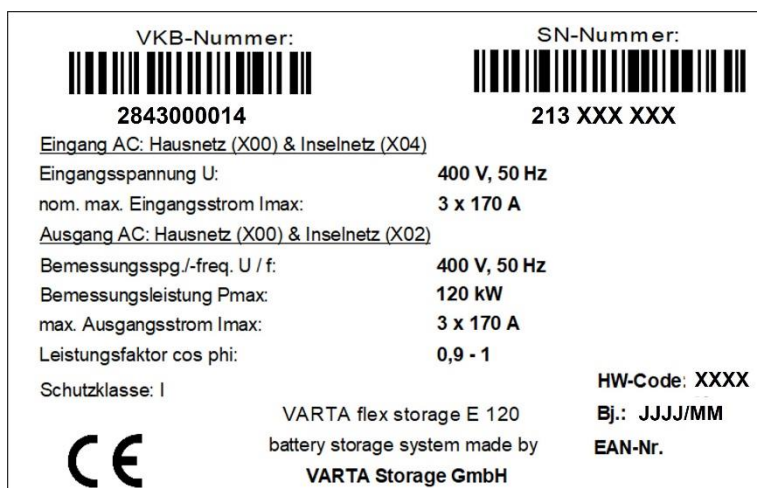 VKB-Nummer:
SN-Nummer:
2843000014
213 XXX XXX
Eingang AC: Hausnetz (X00) & Inselnetz (X04)
Eingangsspannung U: 400 V, 50 Hz
nom. max. Eingangsstrom Imax: 3 x 170 A
Ausgang AC: Hausnetz (X00) & Inselnetz (X02)
Bemessungsspg./-freq. U / f: 400 V, 50 Hz
Bemessungsleistung Pmax: 120 kW
max. Ausgangsstrom Imax: 3 x 170 A
Leistungsfaktor cos phi: 0,9 - 1
Schutzklasse: I
HW-Code: XXXX
VARTA flex storage E 120
Bj.: JJJJ/MM
battery storage system made by
EAN-Nr.
VARTA Storage GmbH
CE